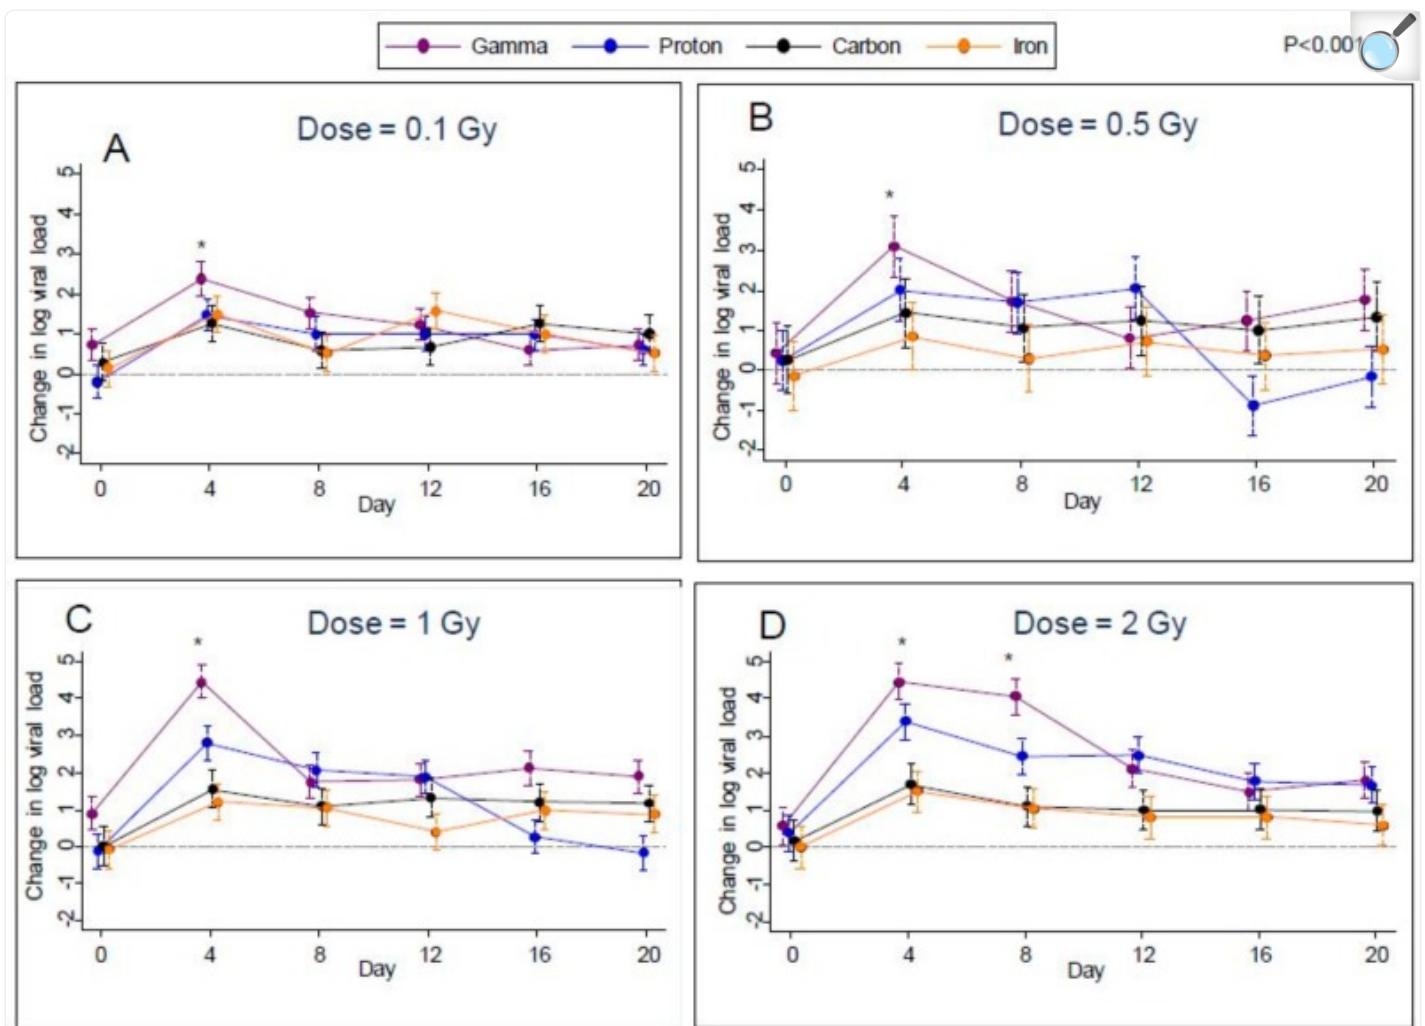 Gamma Proton Carbon Iron
P<0.001
A
Dose = 0.1 Gy
*
Change in log viral load
5
4
3
2
1
0
-1
-2
0 4 8 12 16 20
Day
B
Dose = 0.5 Gy
*
Change in log viral load
5
4
3
2
1
0
-1
-2
0 4 8 12 16 20
Day
C
Dose = 1 Gy
*
Change in log viral load
5
4
3
2
1
0
-1
-2
0 4 8 12 16 20
Day
D
Dose = 2 Gy
* *
Change in log viral load
5
4
3
2
1
0
-1
-2
0 4 8 12 16 20
Day